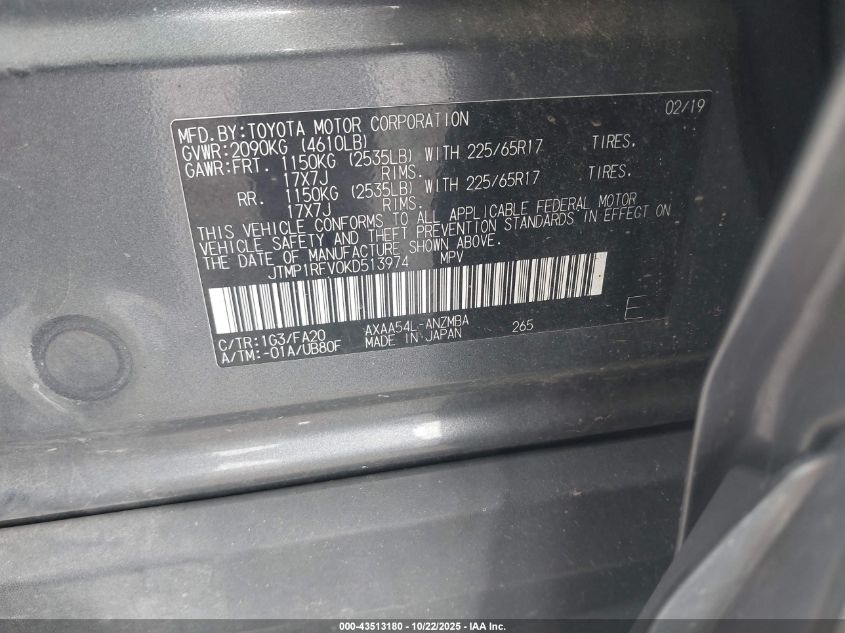 02/19
MFD.BY:TOYOTA MOTOR CORPORATION
GVWR:2090KG (4610LB)
GAWR:FRT. 1150KG (2535LB) WITH 225/65R17 TIRES,
17X7J RIMS.
RR. 1150KG (2535LB) WITH 225/65R17 TIRES,
17X7J RIMS.
THIS VEHICLE CONFORMS TO ALL APPLICABLE FEDERAL MOTOR
VEHICLE SAFETY AND THEFT PREVENTION STANDARDS IN EFFECT ON
THE DATE OF MANUFACTURE SHOWN ABOVE.
JTMP1RFV0KD513974 MPV
C/TR:1G3/FA20 AXAA54L-ANZMBA 265 E
A/TM:-01A/UB80F MADE IN JAPAN
000-43513180 - 10/22/2025 - IAA Inc.